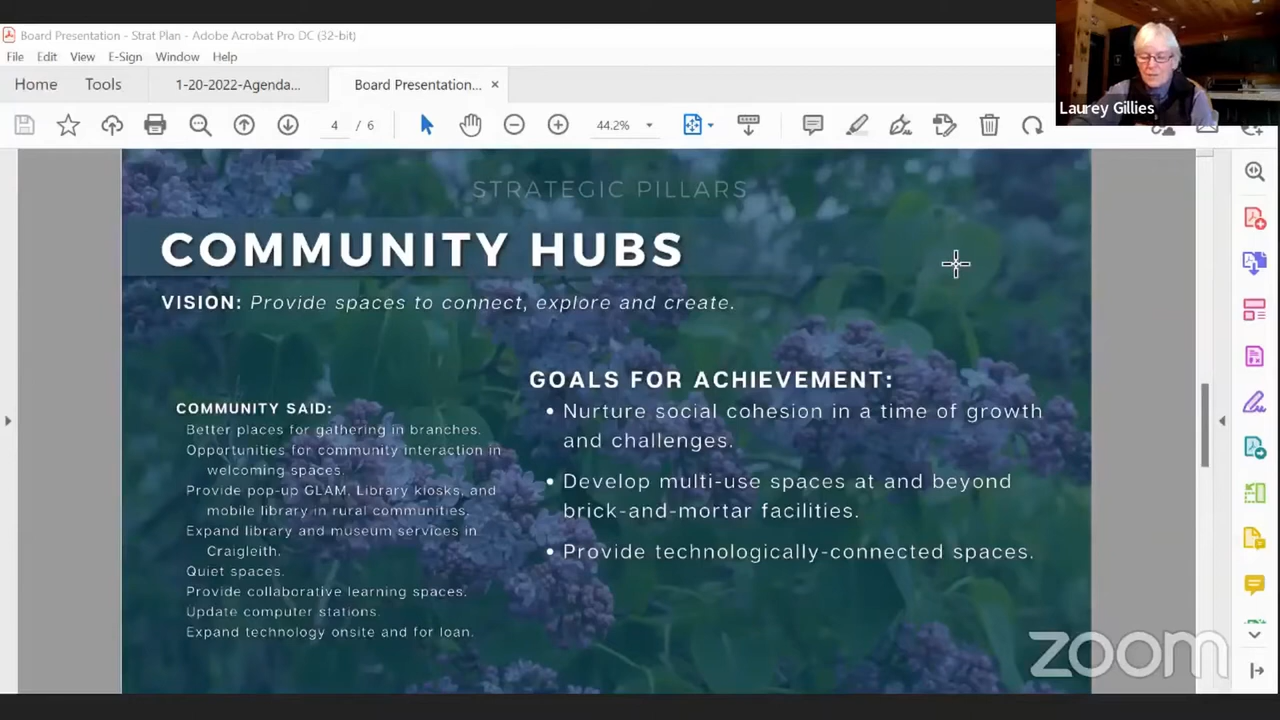 Board Presentation - Strat Plan - Adobe Acrobat Pro DC (32-bit)
File Edit View E-Sign Window Help
Home Tools 1-20-2022-Agenda... Board Presentation... ×
4 / 6 44.2%
Laurey Gillies
STRATEGIC PILLARS
COMMUNITY HUBS
VISION: Provide spaces to connect, explore and create.
COMMUNITY SAID:
Better places for gathering in branches.
Opportunities for community interaction in
welcoming spaces.
Provide pop-up GLAM, Library kiosks, and
mobile library in rural communities.
Expand library and museum services in
Craigleith.
Quiet spaces.
Provide collaborative learning spaces.
Update computer stations.
Expand technology onsite and for loan.
GOALS FOR ACHIEVEMENT:
• Nurture social cohesion in a time of growth
and challenges.
• Develop multi-use spaces at and beyond
brick-and-mortar facilities.
• Provide technologically-connected spaces.
zoom